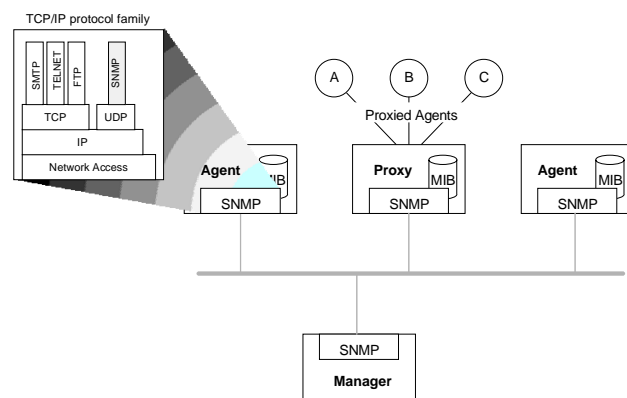 TCP/IP protocol family
SMTP
TELNET
FTP
SNMP
TCP
UDP
IP
Network Access
A
B
C
Proxied Agents
Agent
MIB
SNMP
Proxy
MIB
SNMP
Agent
MIB
SNMP
SNMP
Manager